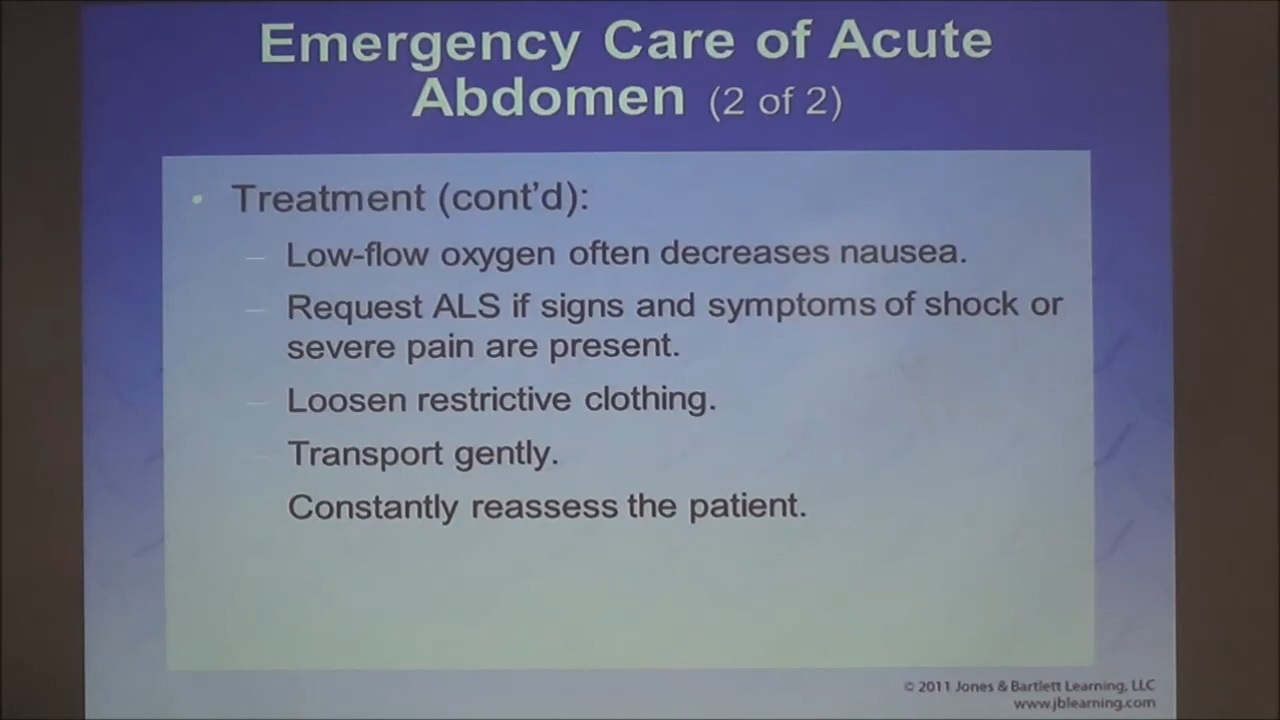 Emergency Care of Acute
Abdomen (2 of 2)
• Treatment (cont’d):
– Low-flow oxygen often decreases nausea.
– Request ALS if signs and symptoms of shock or
severe pain are present.
– Loosen restrictive clothing.
– Transport gently.
Constantly reassess the patient.
© 2011 Jones & Bartlett Learning, LLC
www.jblearning.com